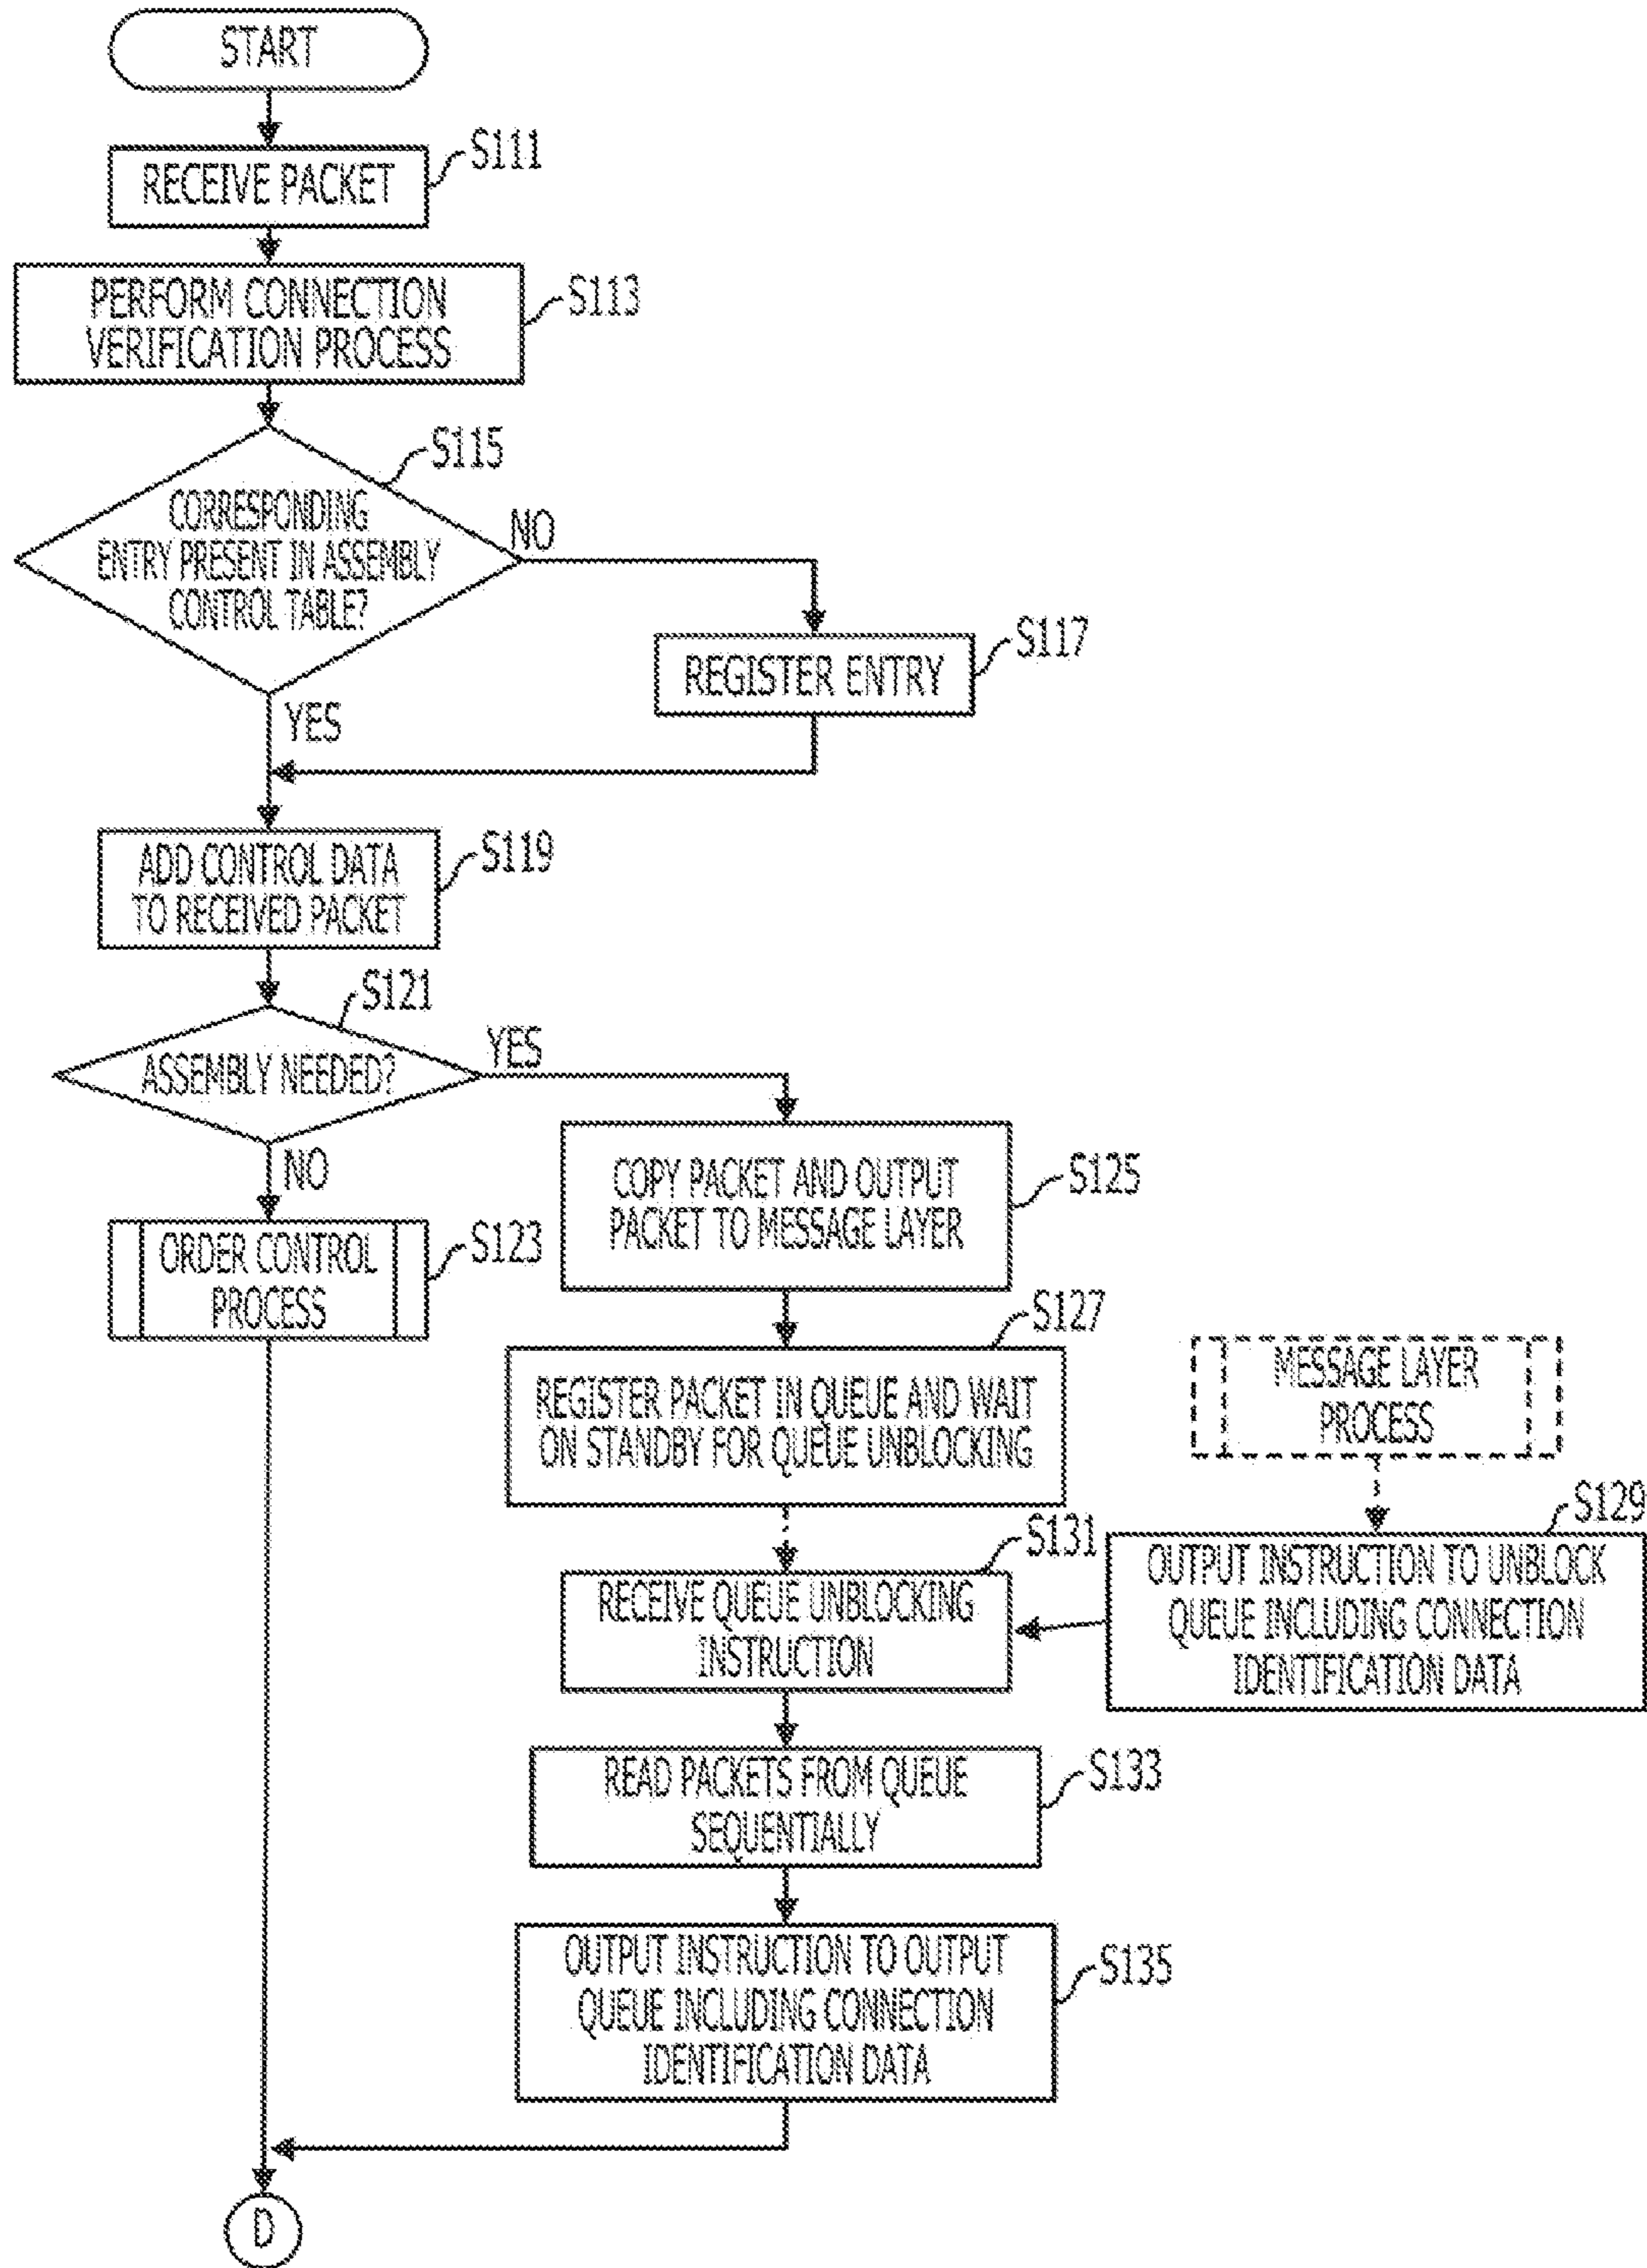 START
S111
RECEIVE PACKET
S113
PERFORM CONNECTION
VERIFICATION PROCESS
S115
CORRESPONDING
ENTRY PRESENT IN ASSEMBLY
CONTROL TABLE?
NO
S117
REGISTER ENTRY
YES
S119
ADD CONTROL DATA
TO RECEIVED PACKET
S121
ASSEMBLY NEEDED?
YES
NO
S125
COPY PACKET AND OUTPUT
PACKET TO MESSAGE LAYER
S123
ORDER CONTROL
PROCESS
S127
REGISTER PACKET IN QUEUE AND WAIT
ON STANDBY FOR QUEUE UNBLOCKING
MESSAGE LAYER
PROCESS
S129
OUTPUT INSTRUCTION TO UNBLOCK
QUEUE INCLUDING CONNECTION
IDENTIFICATION DATA
S131
RECEIVE QUEUE UNBLOCKING
INSTRUCTION
S133
READ PACKETS FROM QUEUE
SEQUENTIALLY
S135
OUTPUT INSTRUCTION TO OUTPUT
QUEUE INCLUDING CONNECTION
IDENTIFICATION DATA
D